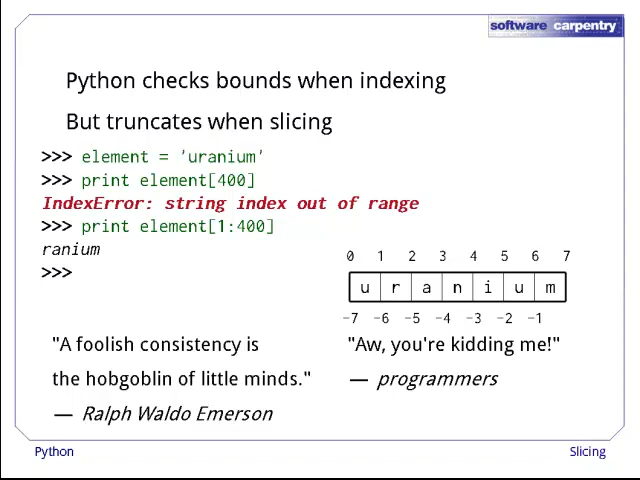 software carpentry
Python checks bounds when indexing
But truncates when slicing
>>> element = 'uranium'
>>> print element[400]
IndexError: string index out of range
>>> print element[1:400]
ranium
>>>
0 1 2 3 4 5 6 7
u r a n i u m
-7 -6 -5 -4 -3 -2 -1
"A foolish consistency is
the hobgoblin of little minds."
— Ralph Waldo Emerson
"Aw, you're kidding me!"
— programmers
Python
Slicing